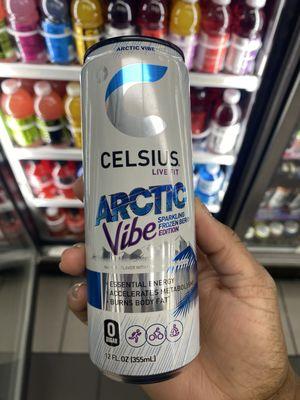 ARCTIC VIBE
CELSIUS
LIVE FIT
ARCTIC
Vibe
SPARKLING
FROZEN BERRY
EDITION
• ESSENTIAL ENERGY
• ACCELERATES METABOLISM
• BURNS BODY FAT
0
SUGAR
12 FL. OZ (355mL)